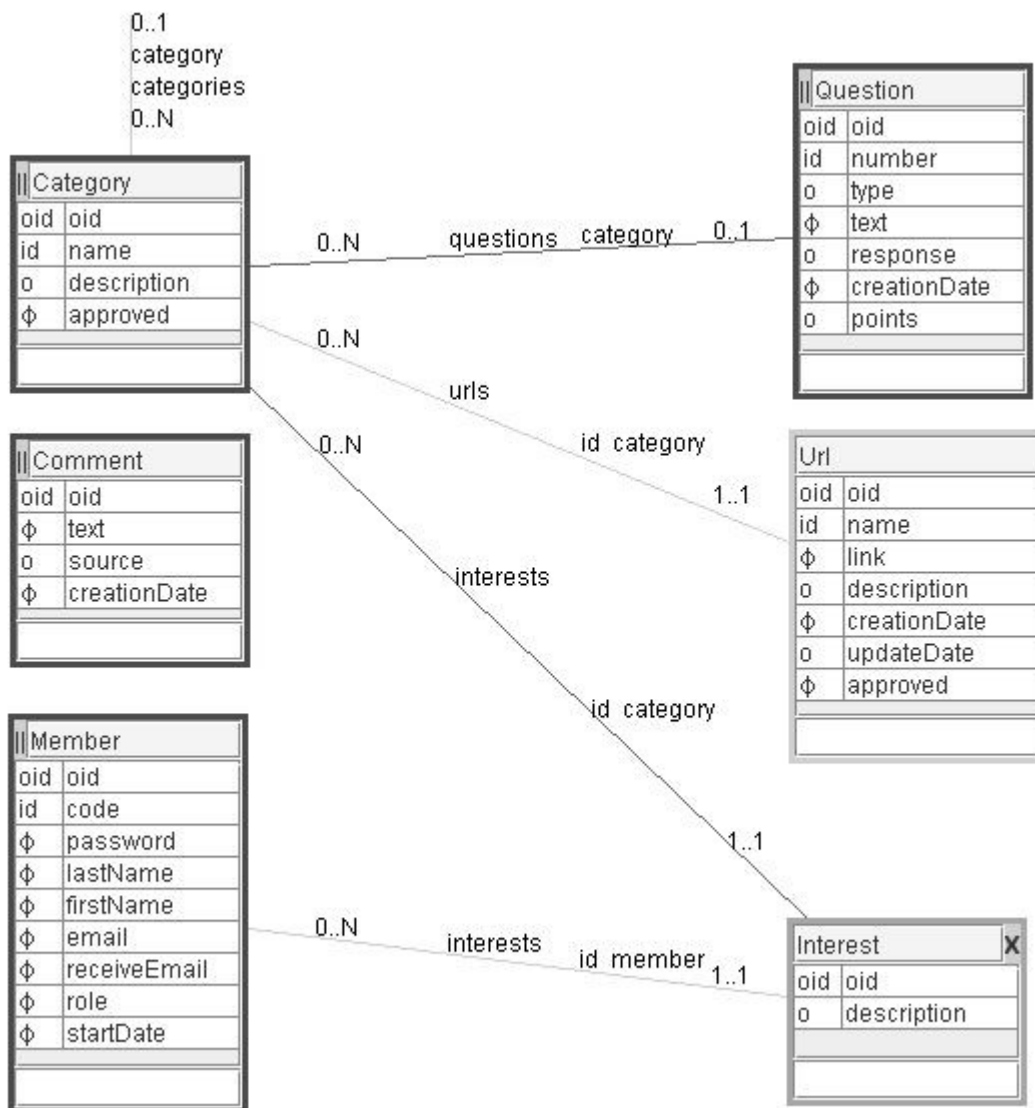 0..1
category
categories
0..N
|| Category
oid oid
id name
o description
ϕ approved
0..N questions category 0..1
|| Question
oid oid
id number
o type
ϕ text
o response
ϕ creationDate
o points
0..N
urls
id category
1..1
0..N
interests
id category
1..1
|| Comment
oid oid
ϕ text
o source
ϕ creationDate
Url
oid oid
id name
ϕ link
o description
ϕ creationDate
o updateDate
ϕ approved
|| Member
oid oid
id code
ϕ password
ϕ lastName
ϕ firstName
ϕ email
ϕ receiveEmail
ϕ role
ϕ startDate
0..N interests id member 1..1
Interest X
oid oid
o description